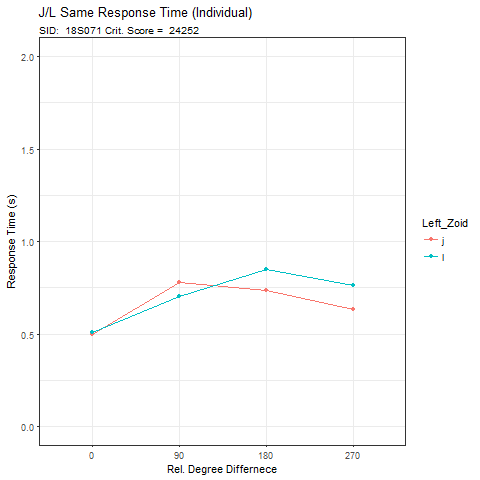 J/L Same Response Time (Individual)
SID: 18S071 Crit. Score = 24252
2.0
1.5
1.0
0.5
0.0
Response Time (s)
0 90 180 270
Rel. Degree Differnece
Left_Zoid
j
l